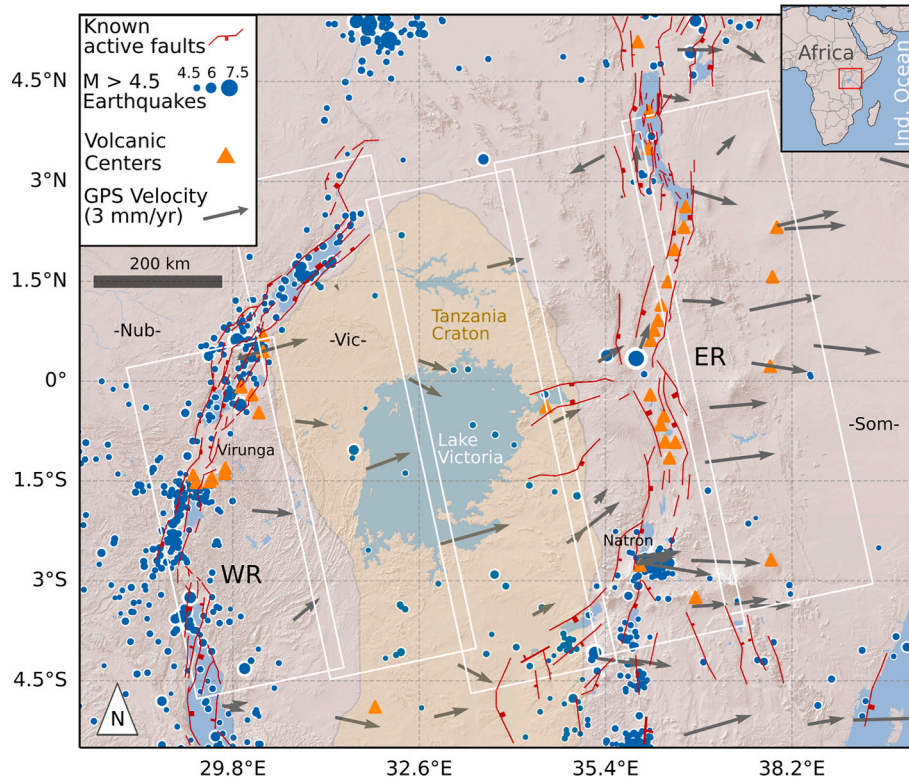 Known
active faults
4.5 6 7.5
M > 4.5
Earthquakes
Volcanic
Centers
GPS Velocity
(3 mm/yr)
200 km
Africa
Ind. Ocean
4.5°N
3°N
1.5°N
0°
1.5°S
3°S
4.5°S
-Nub-
-Vic-
Tanzania
Craton
ER
Lake
Victoria
-Som-
Virunga
Natron
WR
N
29.8°E
32.6°E
35.4°E
38.2°E